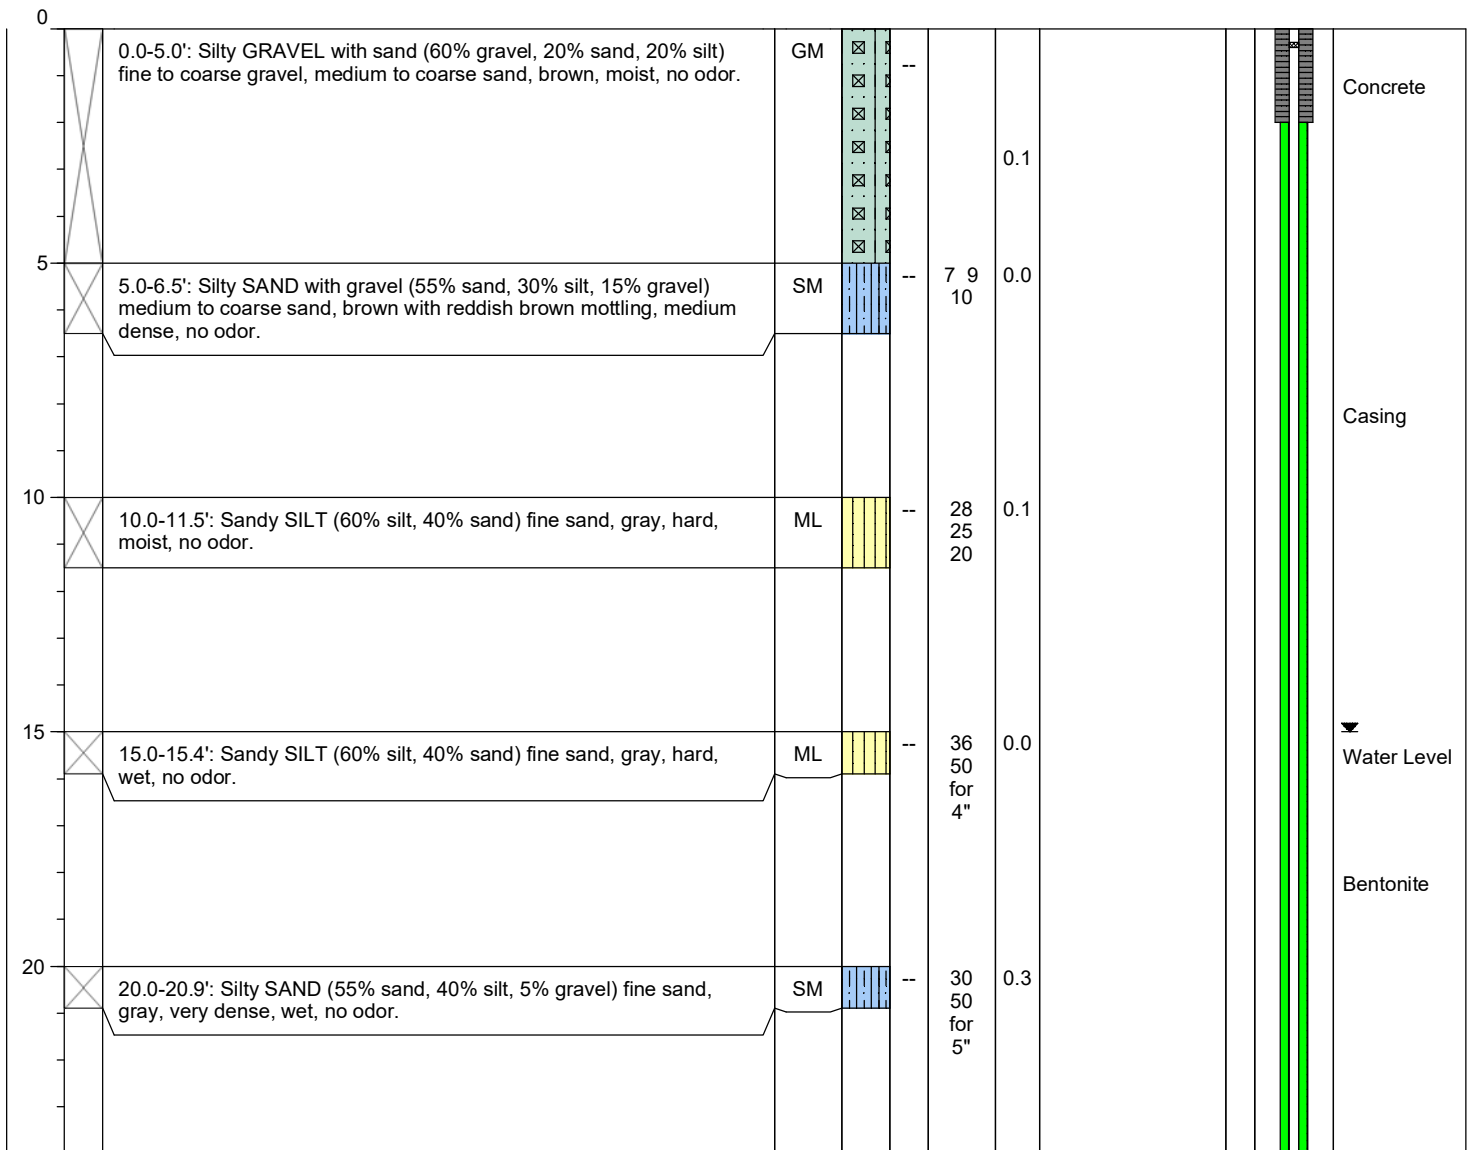 0
0.0-5.0': Silty GRAVEL with sand (60% gravel, 20% sand, 20% silt)
fine to coarse gravel, medium to coarse sand, brown, moist, no odor.
GM
--
Concrete
0.1
5
5.0-6.5': Silty SAND with gravel (55% sand, 30% silt, 15% gravel)
medium to coarse sand, brown with reddish brown mottling, medium
dense, no odor.
SM
--
7 9
10
0.0
Casing
10
10.0-11.5': Sandy SILT (60% silt, 40% sand) fine sand, gray, hard,
moist, no odor.
ML
--
28
25
20
0.1
15
15.0-15.4': Sandy SILT (60% silt, 40% sand) fine sand, gray, hard,
wet, no odor.
ML
--
36
50
for
4"
0.0
Water Level
Bentonite
20
20.0-20.9': Silty SAND (55% sand, 40% silt, 5% gravel) fine sand,
gray, very dense, wet, no odor.
SM
--
30
50
for
5"
0.3